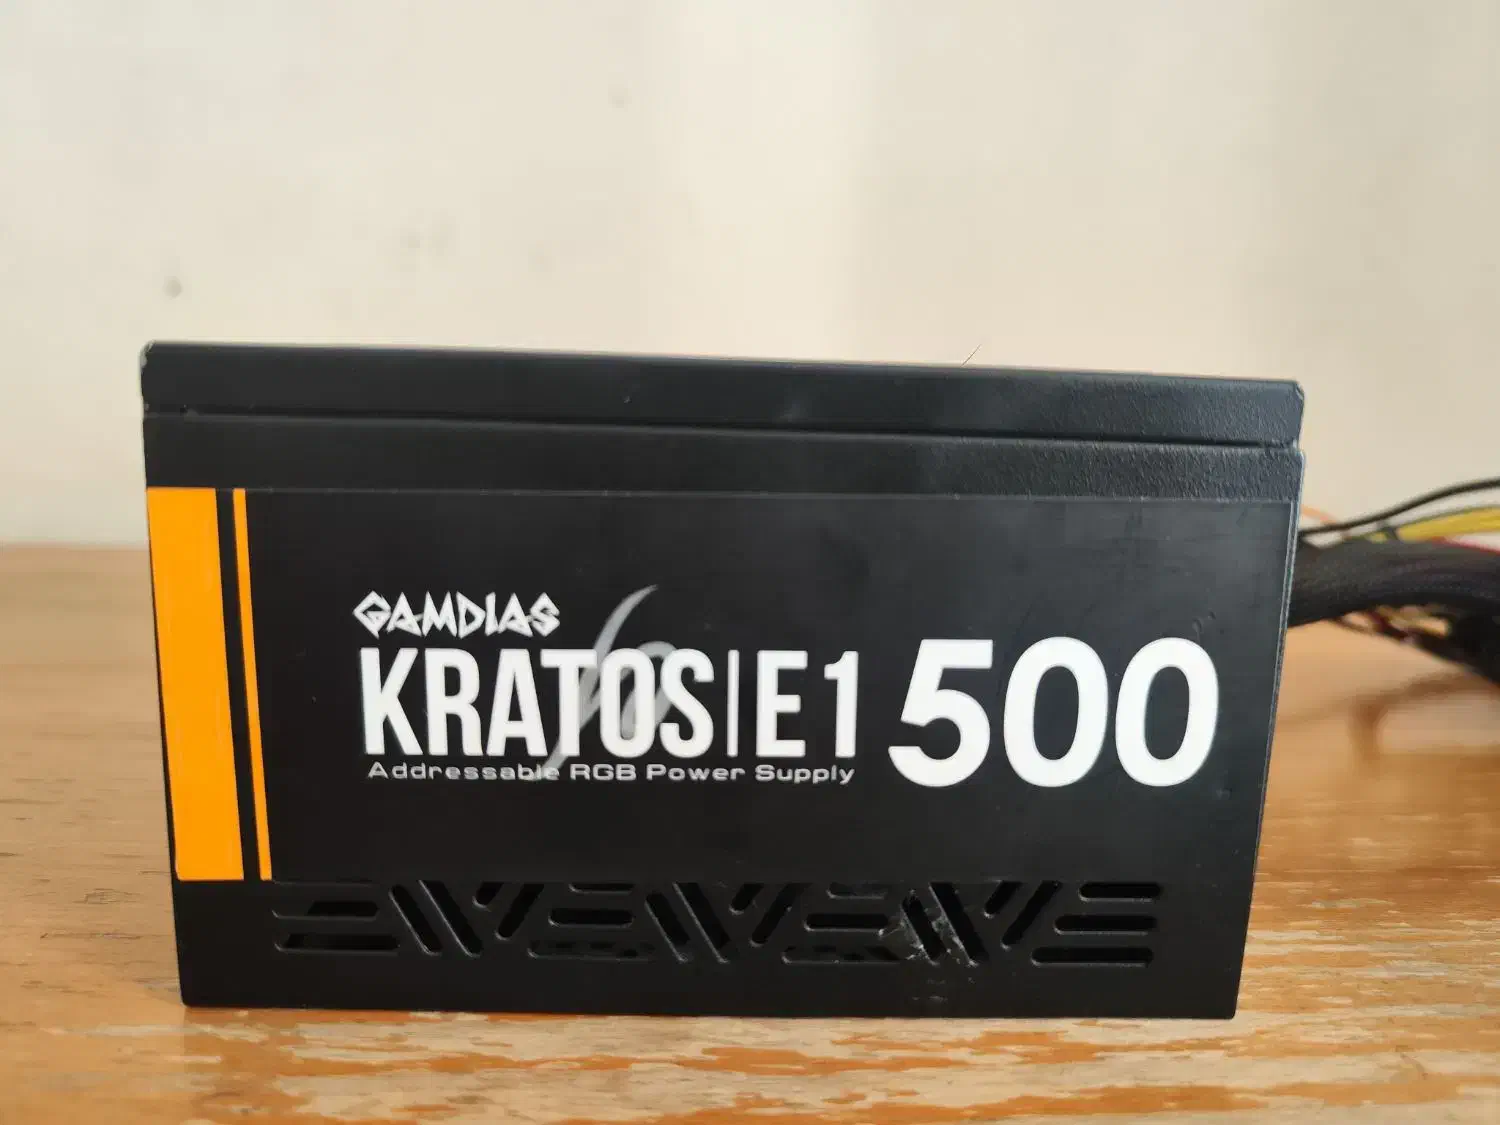 GAMDIAS
KRATOS|E1 500
Addressable RGB Power Supply